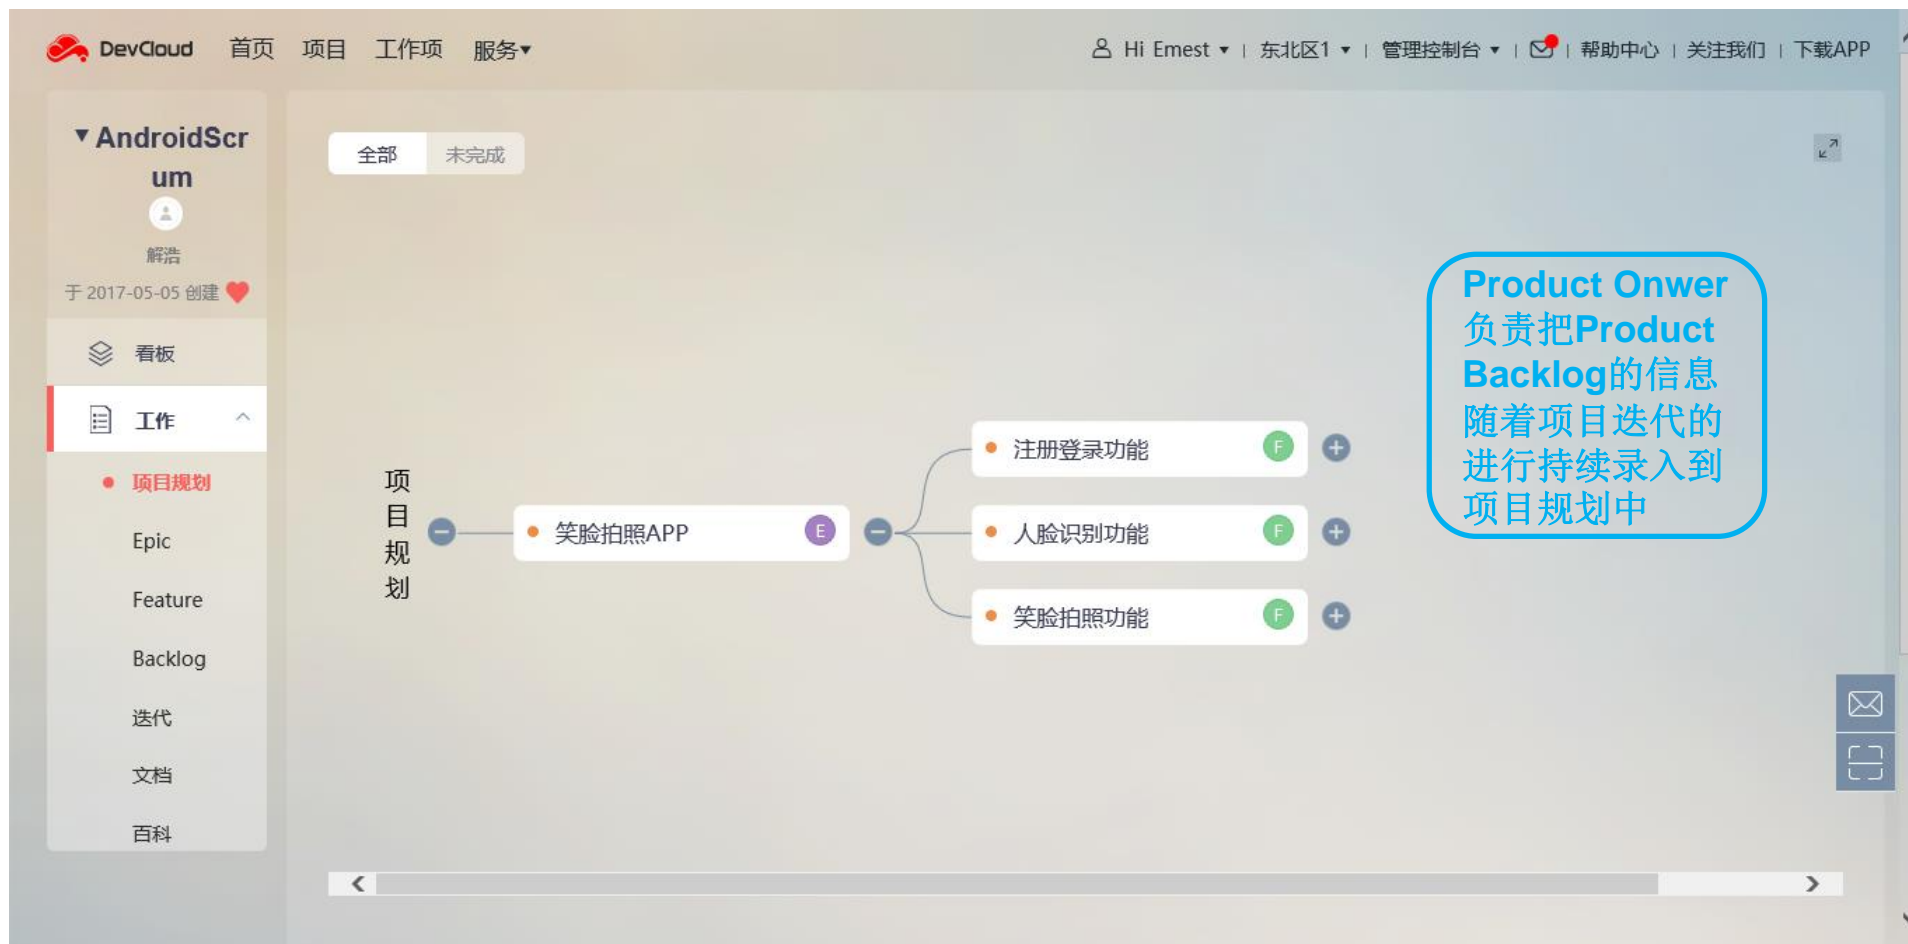 DevCloud 首页 项目 工作项 服务▾
Hi Emest ▾ | 东北区1 ▾ | 管理控制台 ▾ | 帮助中心 | 关注我们 | 下载APP
▾ AndroidScr
um
解浩
于 2017-05-05 创建
看板
工作
项目规划
Epic
Feature
Backlog
迭代
文档
百科
全部 未完成
项
目
规
划
笑脸拍照APP E
注册登录功能 F
人脸识别功能 F
笑脸拍照功能 F
Product Onwer
负责把Product
Backlog的信息
随着项目迭代的
进行持续录入到
项目规划中